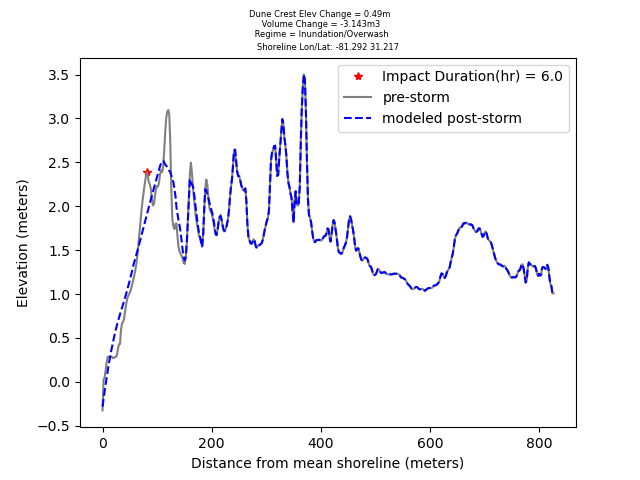 Dune Crest Elev Change = 0.49m
Volume Change = -3.143m3
Regime = Inundation/Overwash
Shoreline Lon/Lat: -81.292 31.217
Impact Duration(hr) = 6.0
pre-storm
modeled post-storm
3.5
3.0
2.5
2.0
1.5
1.0
0.5
0.0
−0.5
Elevation (meters)
0 200 400 600 800
Distance from mean shoreline (meters)